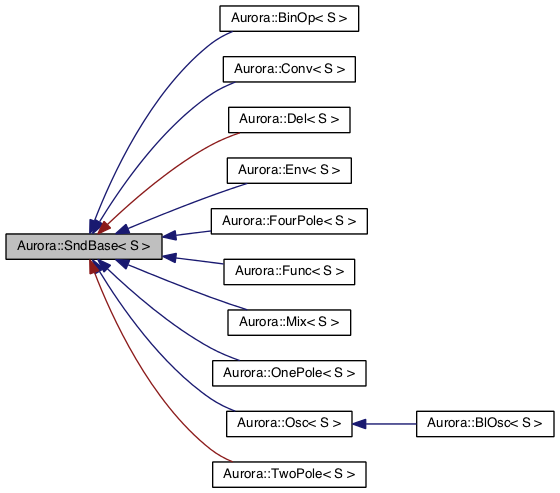 Aurora::BinOp< S >
Aurora::Conv< S >
Aurora::Del< S >
Aurora::Env< S >
Aurora::FourPole< S >
Aurora::SndBase< S >
Aurora::Func< S >
Aurora::Mix< S >
Aurora::OnePole< S >
Aurora::Osc< S >
Aurora::BlOsc< S >
Aurora::TwoPole< S >